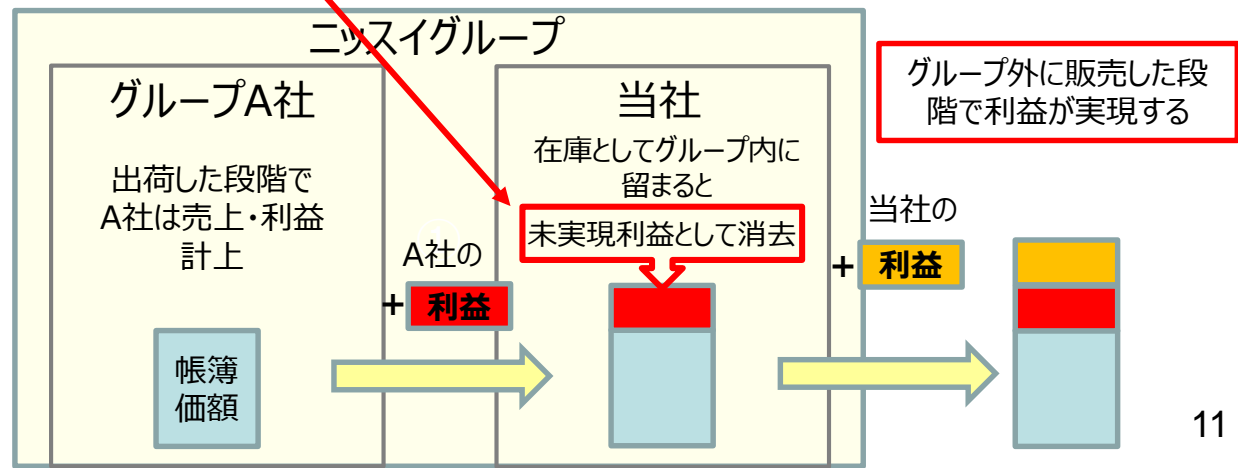 ニッスイグループ
グループA社
出荷した段階で
A社は売上・利益
計上
帳簿
価額
A社の
+ 利益
当社
在庫としてグループ内に
留まると
未実現利益として消去
グループ外に販売した段
階で利益が実現する
当社の
+ 利益
11